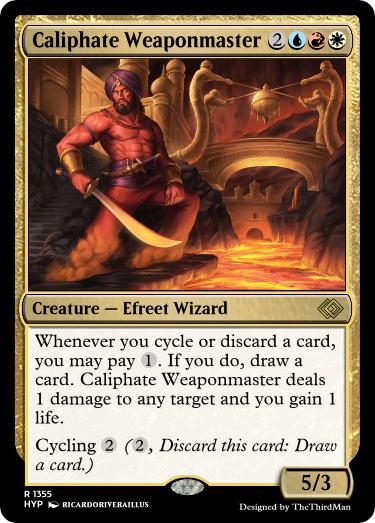 Caliphate Weaponmaster 2
Creature — Efreet Wizard
Whenever you cycle or discard a card,
you may pay 1. If you do, draw a
card. Caliphate Weaponmaster deals
1 damage to any target and you gain 1
life.
Cycling 2 (2, Discard this card: Draw
a card.)
5/3
R 1355
HYP RICARDORIVERAILLUS
Designed by TheThirdMan